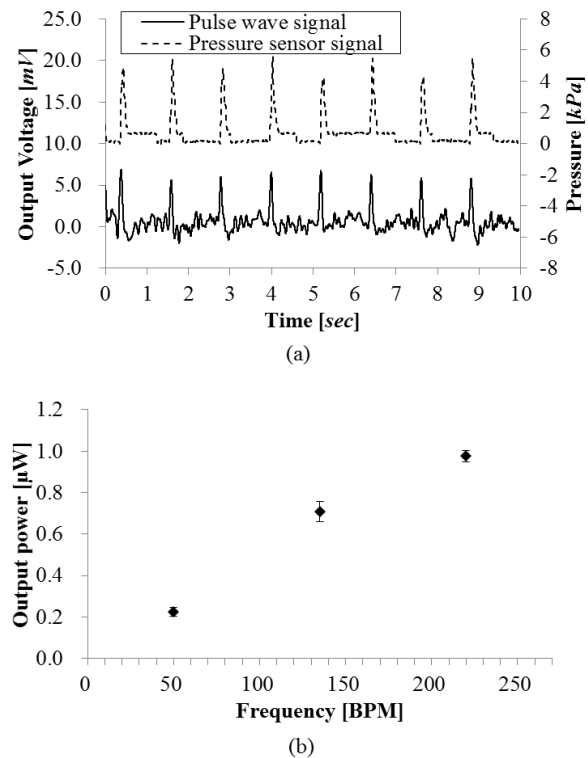 Pulse wave signal
Pressure sensor signal
25.0
20.0
15.0
10.0
5.0
0.0
-5.0
Output Voltage [mV]
8
6
4
2
0
-2
-4
-6
-8
Pressure [kPa]
0 1 2 3 4 5 6 7 8 9 10
Time [sec]
(a)
1.2
1.0
0.8
0.6
0.4
0.2
0.0
Output power [µW]
0 50 100 150 200 250
Frequency [BPM]
(b)